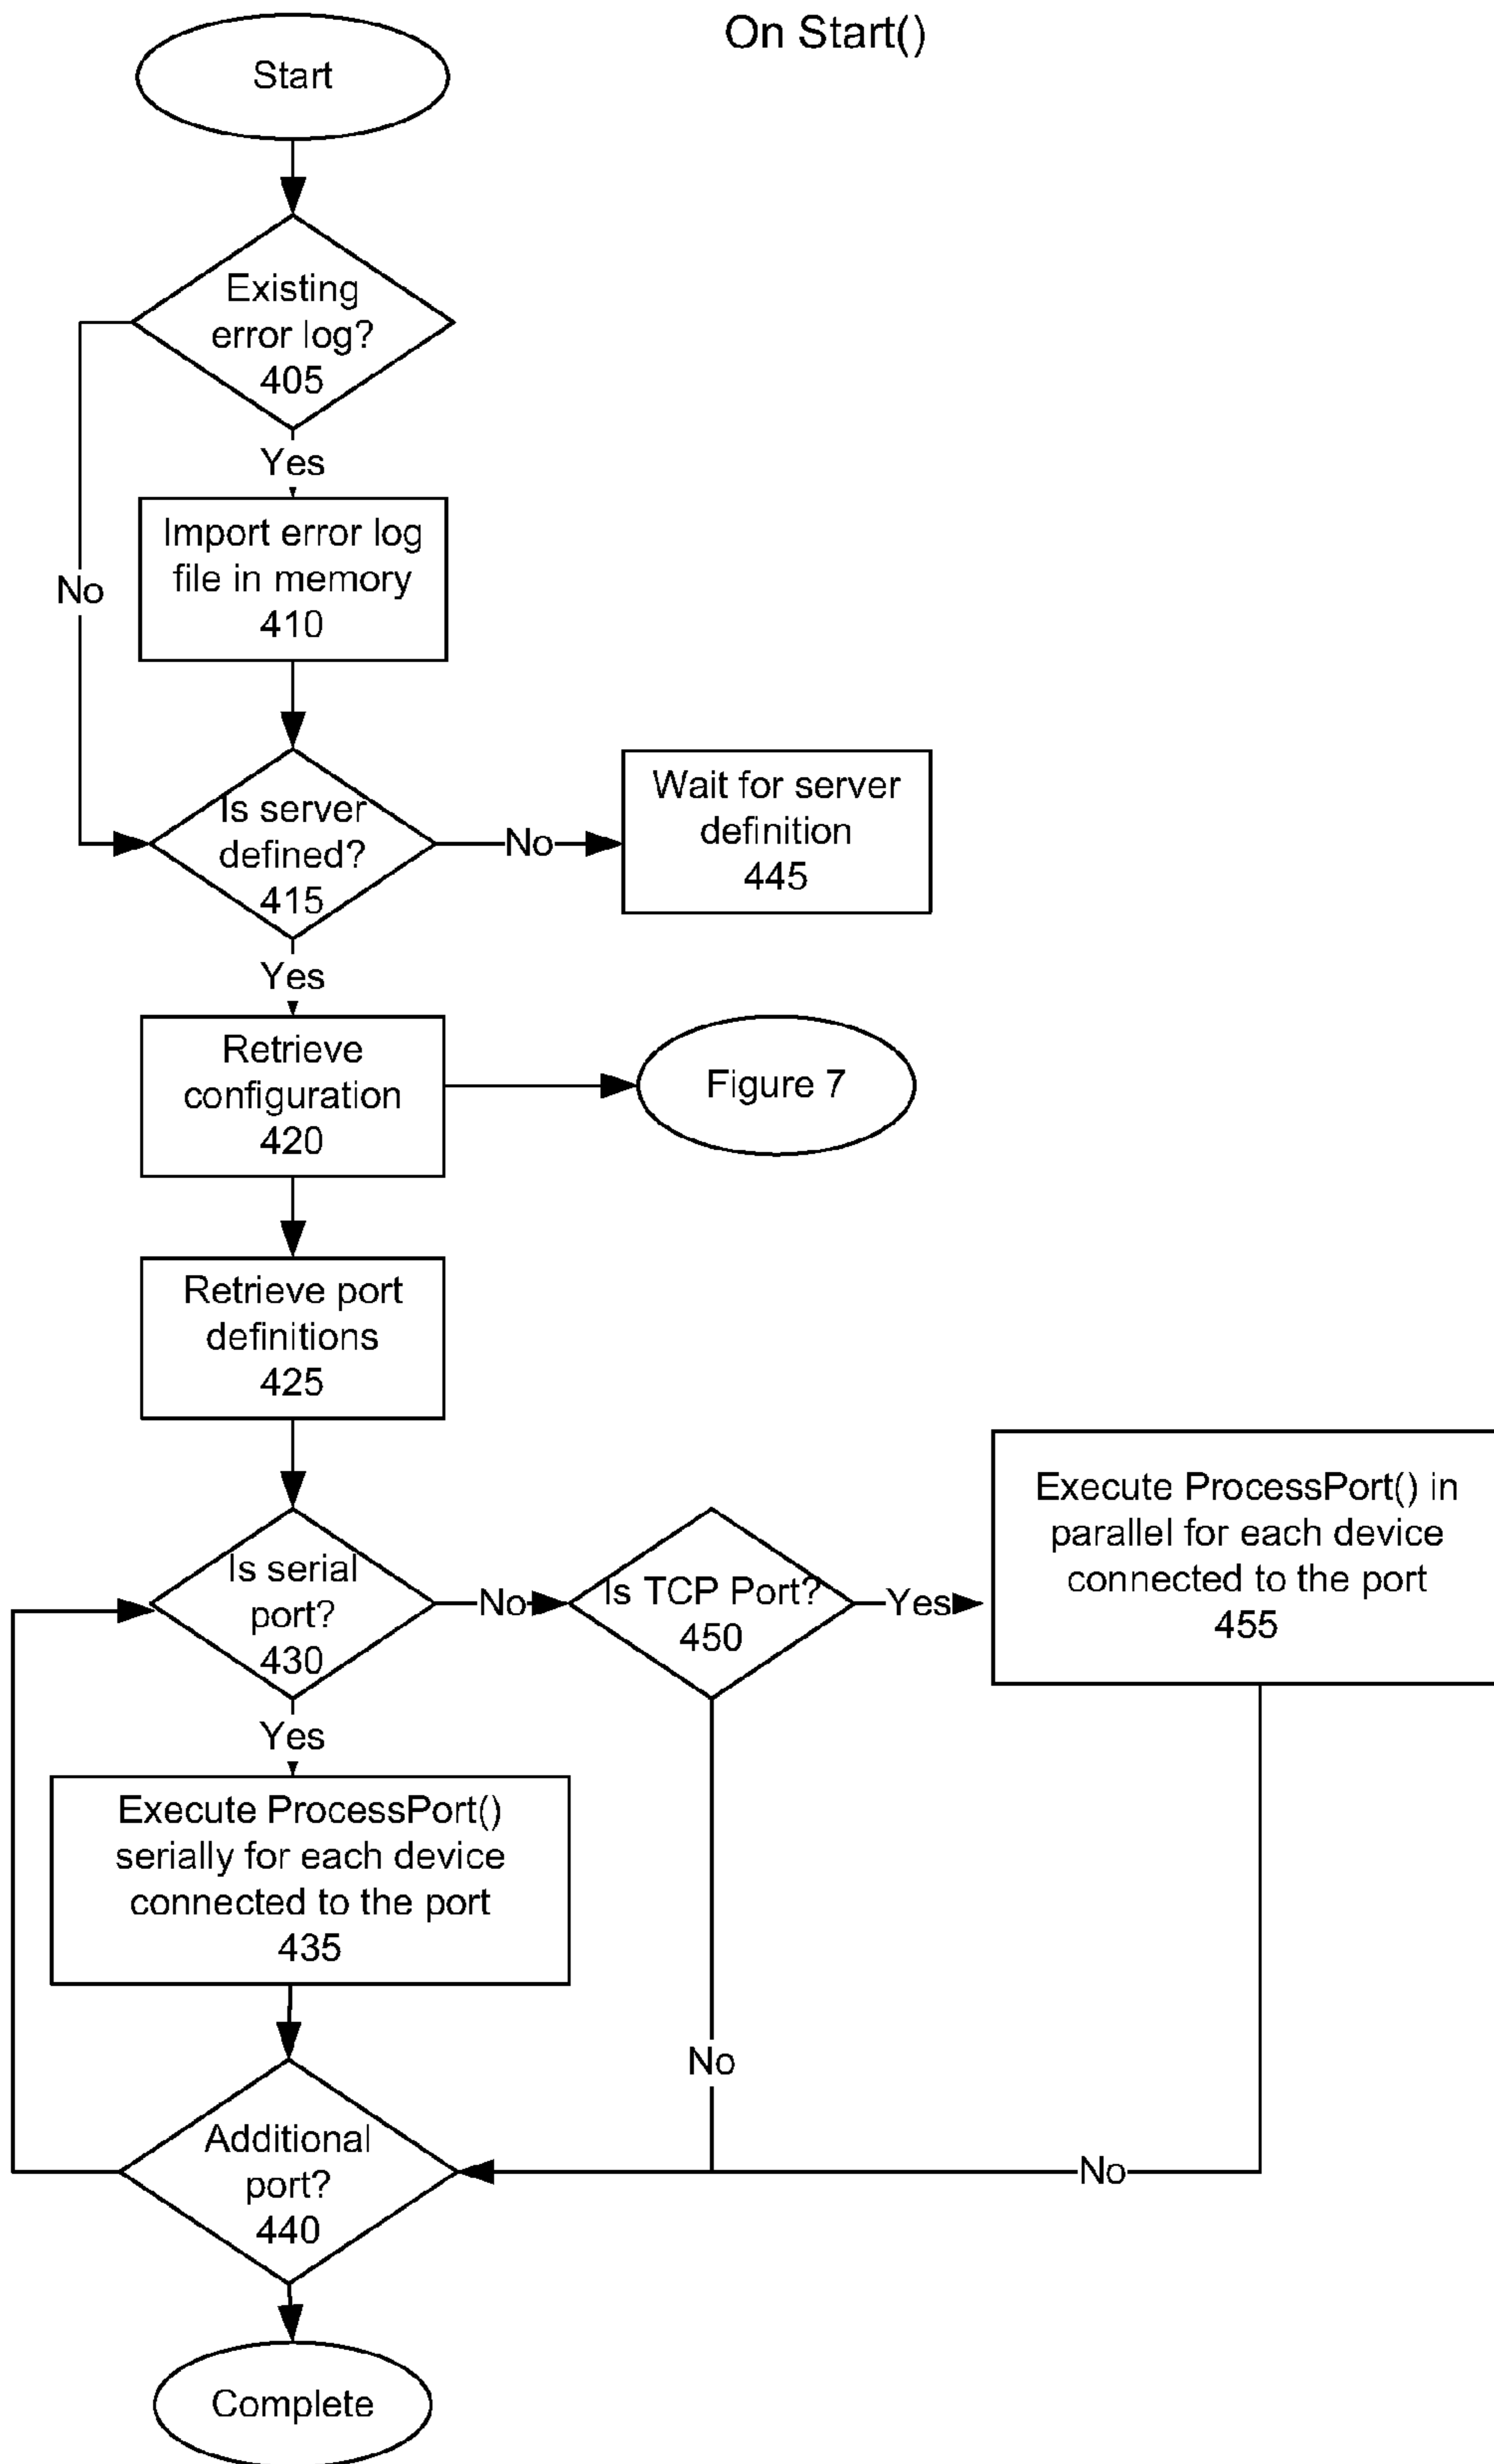 On Start()
Start
Existing
error log?
405
Yes
Import error log
file in memory
410
No
Is server
defined?
415
No
Wait for server
definition
445
Yes
Retrieve
configuration
420
Figure 7
Retrieve port
definitions
425
Is serial
port?
430
No
Is TCP Port?
450
Yes
Execute ProcessPort() in
parallel for each device
connected to the port
455
Yes
Execute ProcessPort()
serially for each device
connected to the port
435
No
Additional
port?
440
No
Complete